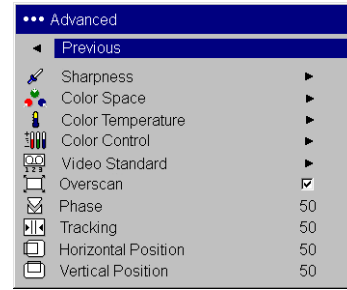 ••• Advanced
Previous
Sharpness
Color Space
Color Temperature
Color Control
Video Standard
Overscan
Phase 50
Tracking 50
Horizontal Position 50
Vertical Position 50